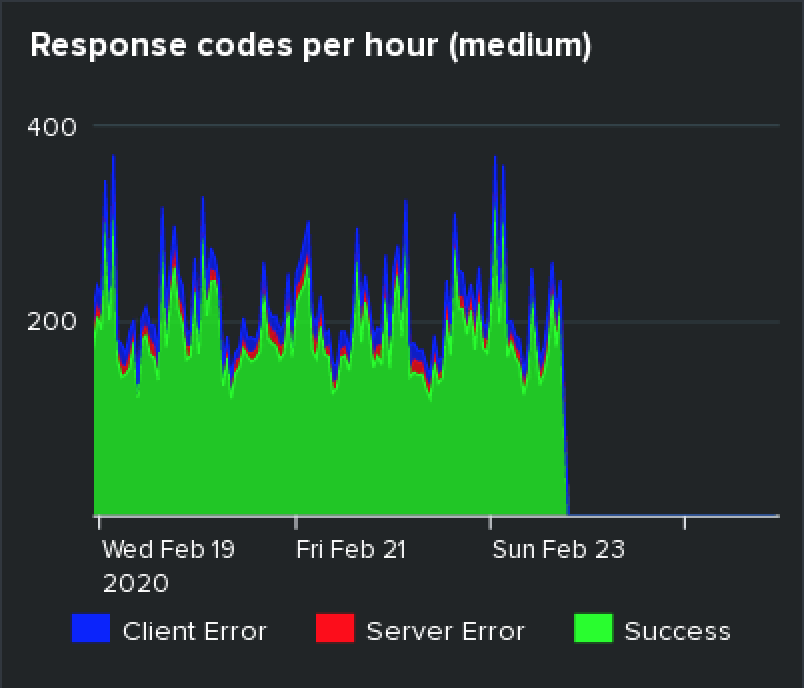 Response codes per hour (medium)
400
200
Wed Feb 19
2020
Fri Feb 21
Sun Feb 23
Client Error
Server Error
Success